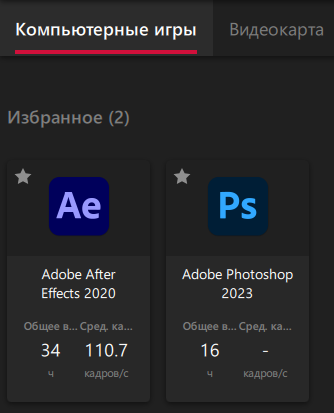 Компьютерные игры
Видеокарта
Избранное (2)
Ae
Ps
Adobe After
Effects 2020
Adobe Photoshop
2023
Общее в... Сред. ка...
Общее в... Сред. ка...
34 110.7
16 -
ч кадров/с
ч кадров/с